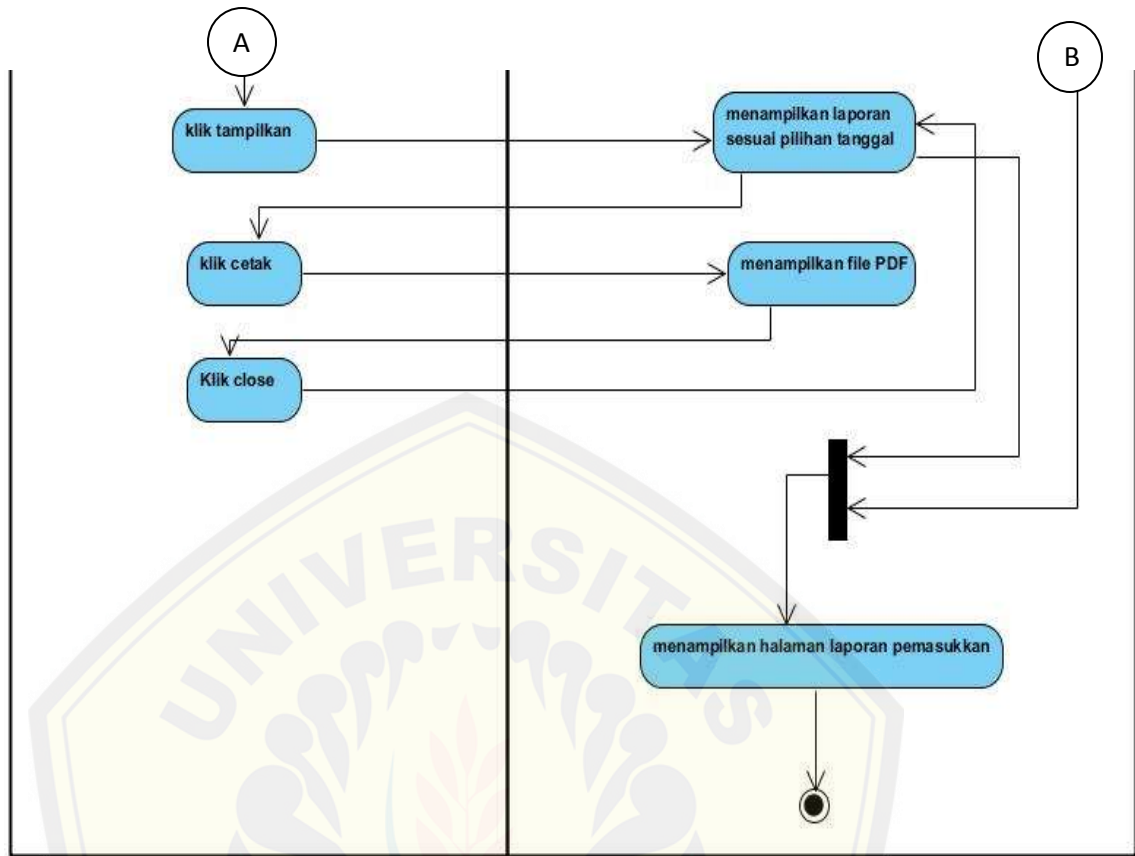 A
B
klik tampilkan
menampilkan laporan
sesuai pilihan tanggal
klik cetak
menampilkan file PDF
Klik close
UNIVERSITAS
menampilkan halaman laporan pemasukkan